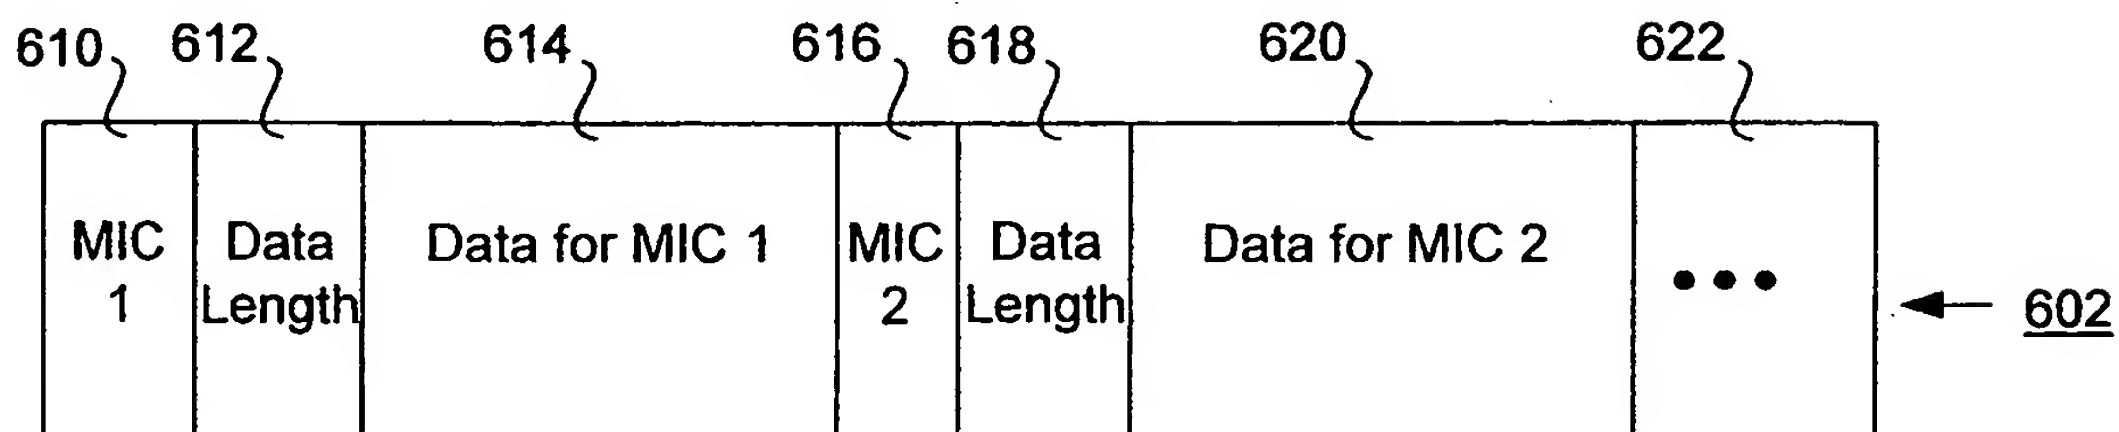 610 612 614 616 618 620 622
MIC 1
Data Length
Data for MIC 1
MIC 2
Data Length
Data for MIC 2
602